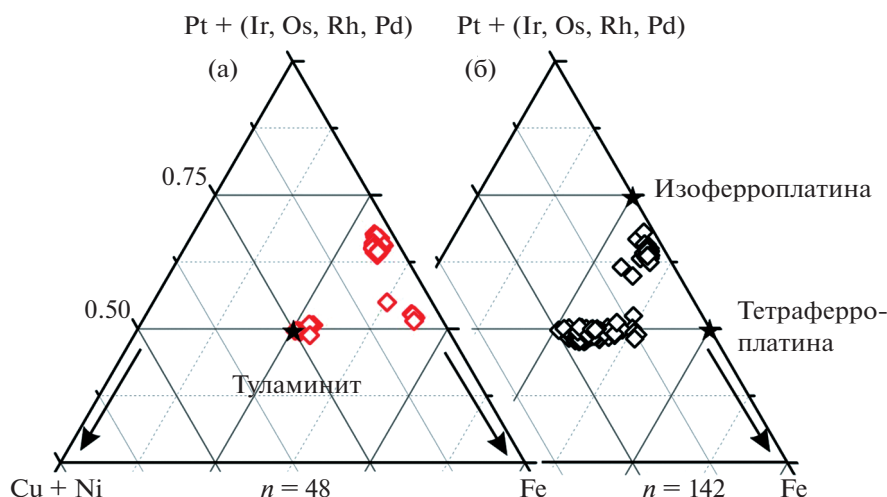 Pt + (Ir, Os, Rh, Pd) Pt + (Ir, Os, Rh, Pd)
(а) (б)
0.75
Изоферроплатина
0.50
Тетраферро-
платина
Туламинит
Cu + Ni n = 48 Fe n = 142 Fe